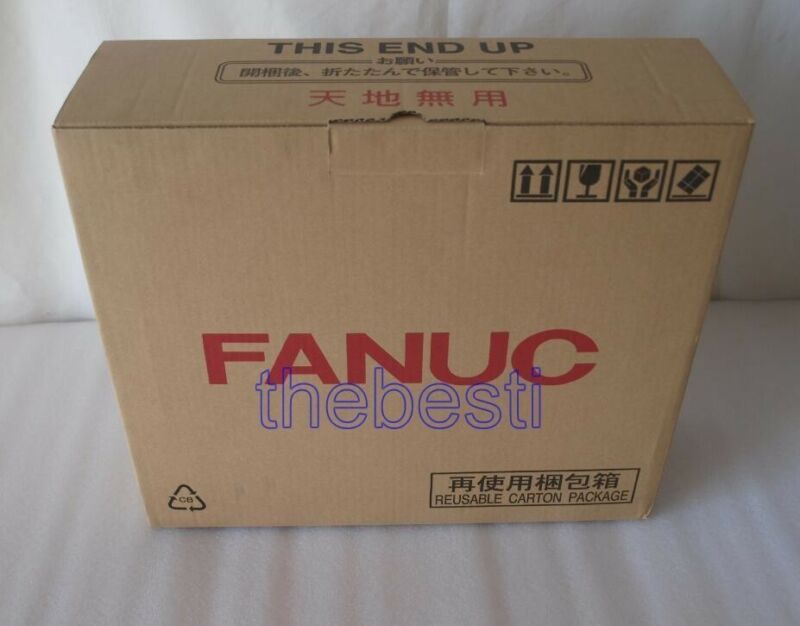 THIS END UP
お願い
開梱後、折たたんで保管して下さい。
天地無用
FANUC
thebesti
CB
再使用梱包箱
REUSABLE CARTON PACKAGE